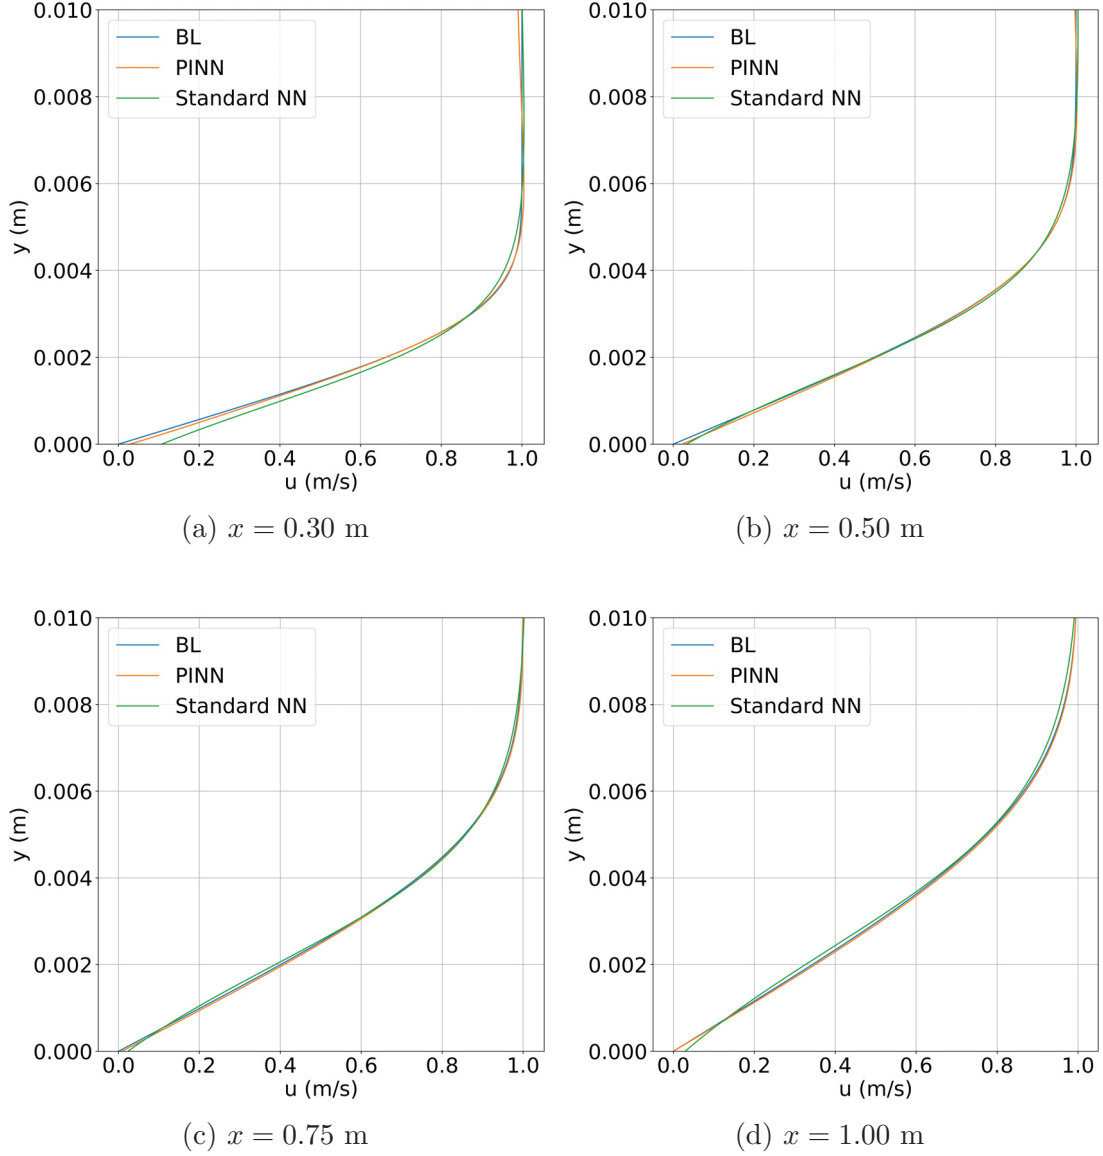 0.010
0.008
0.006
0.004
0.002
0.000
y (m)
BL
PINN
Standard NN
0.0 0.2 0.4 0.6 0.8 1.0
u (m/s)
(a) x = 0.30 m
0.010
0.008
0.006
0.004
0.002
0.000
y (m)
BL
PINN
Standard NN
0.0 0.2 0.4 0.6 0.8 1.0
u (m/s)
(b) x = 0.50 m
0.010
0.008
0.006
0.004
0.002
0.000
y (m)
BL
PINN
Standard NN
0.0 0.2 0.4 0.6 0.8 1.0
u (m/s)
(c) x = 0.75 m
0.010
0.008
0.006
0.004
0.002
0.000
y (m)
BL
PINN
Standard NN
0.0 0.2 0.4 0.6 0.8 1.0
u (m/s)
(d) x = 1.00 m